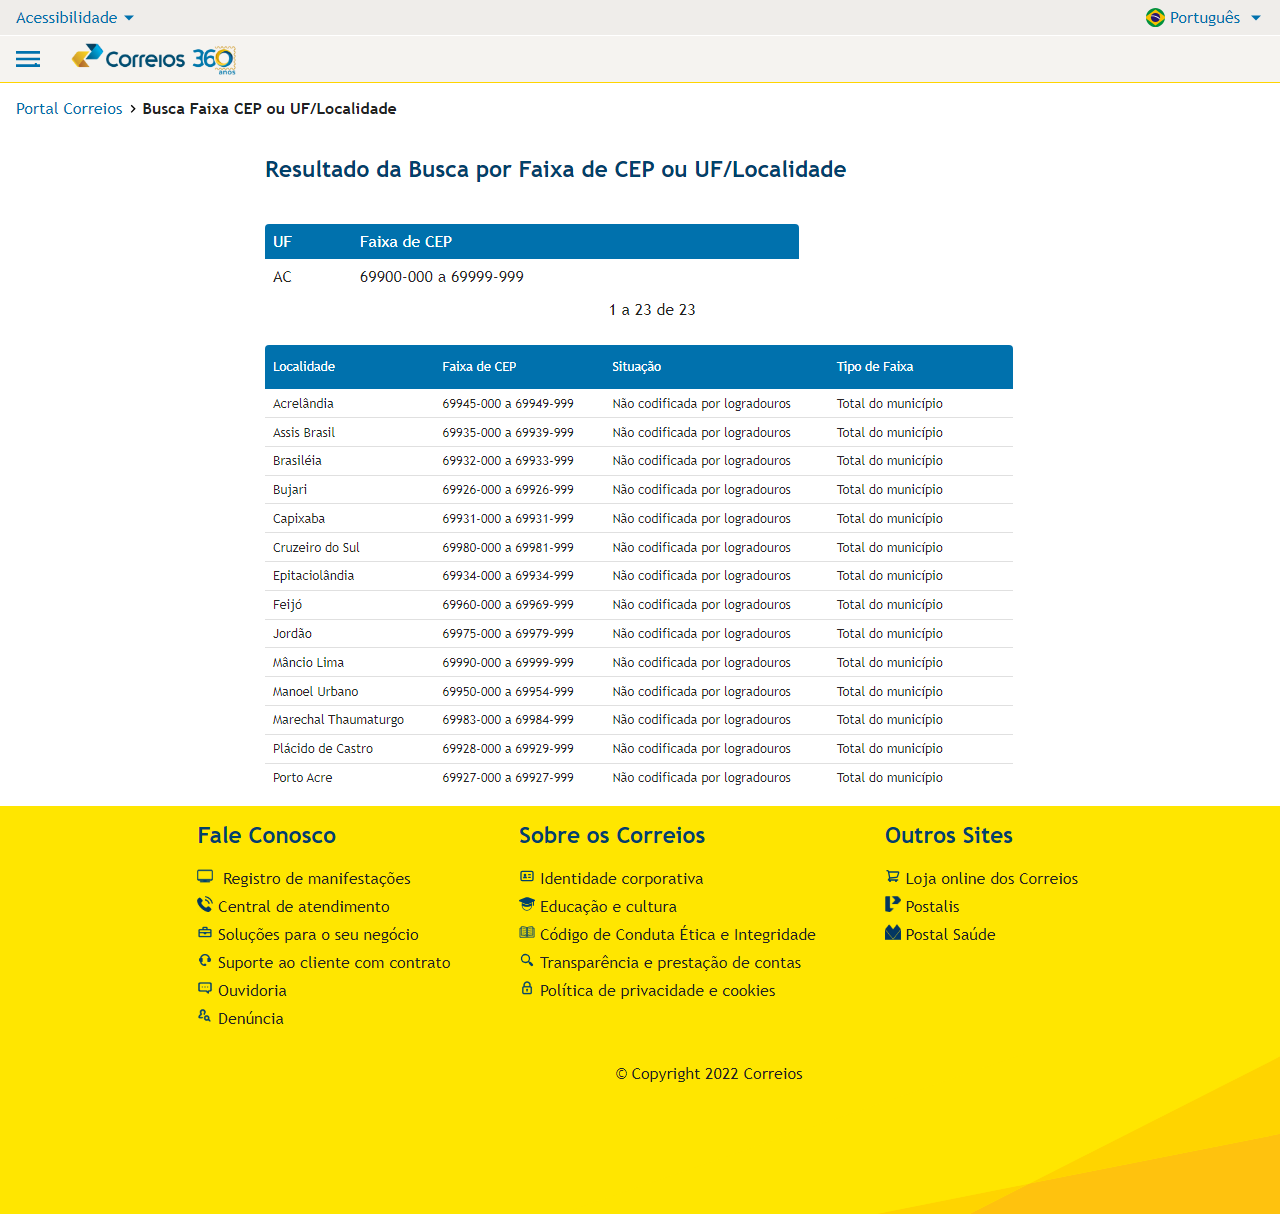 Acessibilidade
Português
Correios 360 anos
Portal Correios > Busca Faixa CEP ou UF/Localidade
Resultado da Busca por Faixa de CEP ou UF/Localidade
UF Faixa de CEP
AC 69900-000 a 69999-999
1 a 23 de 23
Localidade Faixa de CEP Situação Tipo de Faixa
Acrelândia 69945-000 a 69949-999 Não codificada por logradouros Total do município
Assis Brasil 69935-000 a 69939-999 Não codificada por logradouros Total do município
Brasiléia 69932-000 a 69933-999 Não codificada por logradouros Total do município
Bujari 69926-000 a 69926-999 Não codificada por logradouros Total do município
Capixaba 69931-000 a 69931-999 Não codificada por logradouros Total do município
Cruzeiro do Sul 69980-000 a 69981-999 Não codificada por logradouros Total do município
Epitaciolândia 69934-000 a 69934-999 Não codificada por logradouros Total do município
Feijó 69960-000 a 69969-999 Não codificada por logradouros Total do município
Jordão 69975-000 a 69979-999 Não codificada por logradouros Total do município
Mâncio Lima 69990-000 a 69999-999 Não codificada por logradouros Total do município
Manoel Urbano 69950-000 a 69954-999 Não codificada por logradouros Total do município
Marechal Thaumaturgo 69983-000 a 69984-999 Não codificada por logradouros Total do município
Plácido de Castro 69928-000 a 69929-999 Não codificada por logradouros Total do município
Porto Acre 69927-000 a 69927-999 Não codificada por logradouros Total do município
Fale Conosco
Registro de manifestações
Central de atendimento
Soluções para o seu negócio
Suporte ao cliente com contrato
Ouvidoria
Denúncia
Sobre os Correios
Identidade corporativa
Educação e cultura
Código de Conduta Ética e Integridade
Transparência e prestação de contas
Política de privacidade e cookies
Outros Sites
Loja online dos Correios
Postalis
Postal Saúde
© Copyright 2022 Correios